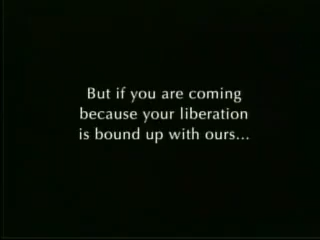 But if you are coming
because your liberation
is bound up with ours...